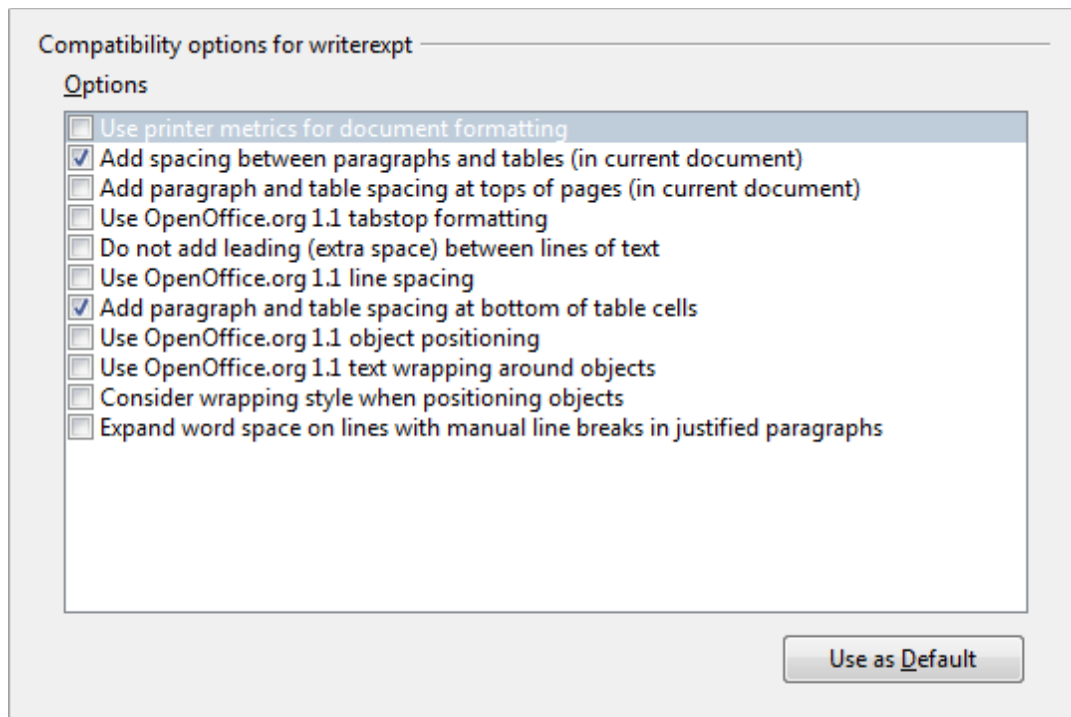 Compatibility options for writerexpt
Options
Use printer metrics for document formatting
Add spacing between paragraphs and tables (in current document)
Add paragraph and table spacing at tops of pages (in current document)
Use OpenOffice.org 1.1 tabstop formatting
Do not add leading (extra space) between lines of text
Use OpenOffice.org 1.1 line spacing
Add paragraph and table spacing at bottom of table cells
Use OpenOffice.org 1.1 object positioning
Use OpenOffice.org 1.1 text wrapping around objects
Consider wrapping style when positioning objects
Expand word space on lines with manual line breaks in justified paragraphs
Use as Default